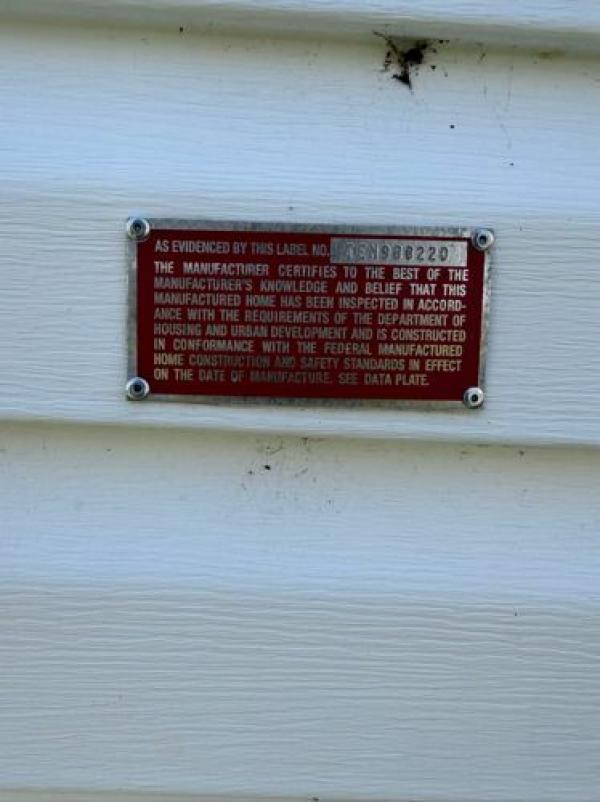 AS EVIDENCED BY THIS LABEL NO.
THE MANUFACTURER CERTIFIES TO THE BEST OF THE
MANUFACTURER'S KNOWLEDGE AND BELIEF THAT THIS
MANUFACTURED HOME HAS BEEN INSPECTED IN ACCORD-
ANCE WITH THE REQUIREMENTS OF THE DEPARTMENT OF
HOUSING AND URBAN DEVELOPMENT AND IS CONSTRUCTED
IN CONFORMANCE WITH THE FEDERAL MANUFACTURED
HOME CONSTRUCTION AND SAFETY STANDARDS IN EFFECT
ON THE DATE OF MANUFACTURE. SEE DATA PLATE.